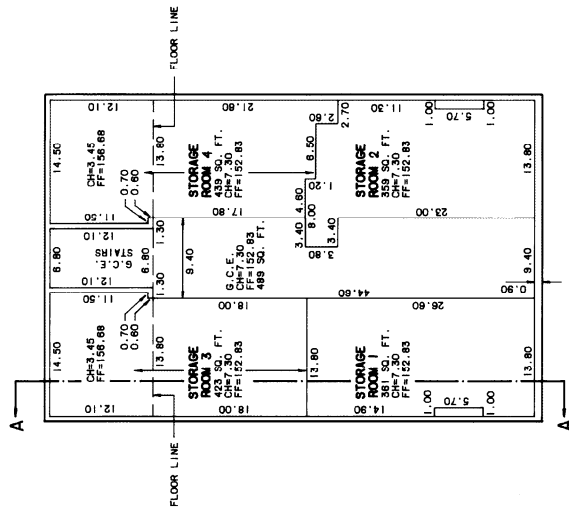 FLOOR LINE
FLOOR LINE
12.10
14.50
CH=3.45
FF=156.68
0.70
0.60
11.50
12.10
6.80
G.C.E.
STAIRS
6.80
12.10
11.50
14.50
CH=3.45
FF=156.68
0.70
0.60
12.10
21.80
13.80
STORAGE
ROOM 4
439 SQ. FT.
CH=7.30
FF=152.83
17.80
1.30
9.40
1.30
G.C.E.
CH=7.30
FF=152.83
489 SQ. FT.
18.00
13.80
STORAGE
ROOM 3
423 SQ. FT.
CH=7.30
FF=152.83
18.00
2.80
2.70
6.50
1.20
4.60
8.00
3.40
3.80
3.40
11.30
1.00
5.70
1.00
STORAGE
ROOM 2
359 SQ. FT.
CH=7.30
FF=152.83
23.00
13.80
44.60
9.40
0.90
26.60
13.80
STORAGE
ROOM 1
361 SQ. FT.
CH=7.30
FF=152.83
14.90
1.00
5.70
1.00
13.80
A
A